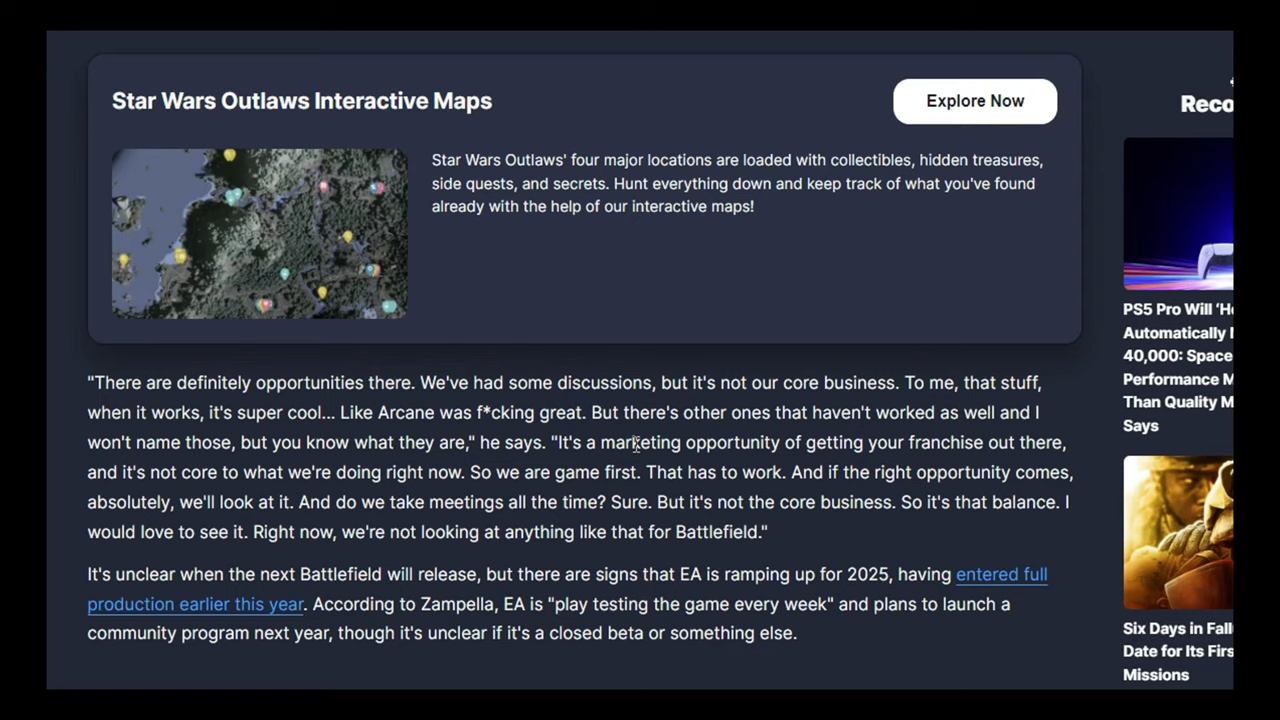 Star Wars Outlaws Interactive Maps
Explore Now
Star Wars Outlaws' four major locations are loaded with collectibles, hidden treasures,
side quests, and secrets. Hunt everything down and keep track of what you've found
already with the help of our interactive maps!
"There are definitely opportunities there. We've had some discussions, but it's not our core business. To me, that stuff,
when it works, it's super cool... Like Arcane was f*cking great. But there's other ones that haven't worked as well and I
won't name those, but you know what they are," he says. "It's a marketing opportunity of getting your franchise out there,
and it's not core to what we're doing right now. So we are game first. That has to work. And if the right opportunity comes,
absolutely, we'll look at it. And do we take meetings all the time? Sure. But it's not the core business. So it's that balance. I
would love to see it. Right now, we're not looking at anything like that for Battlefield."
It's unclear when the next Battlefield will release, but there are signs that EA is ramping up for 2025, having entered full
production earlier this year. According to Zampella, EA is "play testing the game every week" and plans to launch a
community program next year, though it's unclear if it's a closed beta or something else.
PS5 Pro Will
Automatically
40,000: Space
Performance M
Than Quality M
Says
Six Days in Fall
Date for Its Firs
Missions